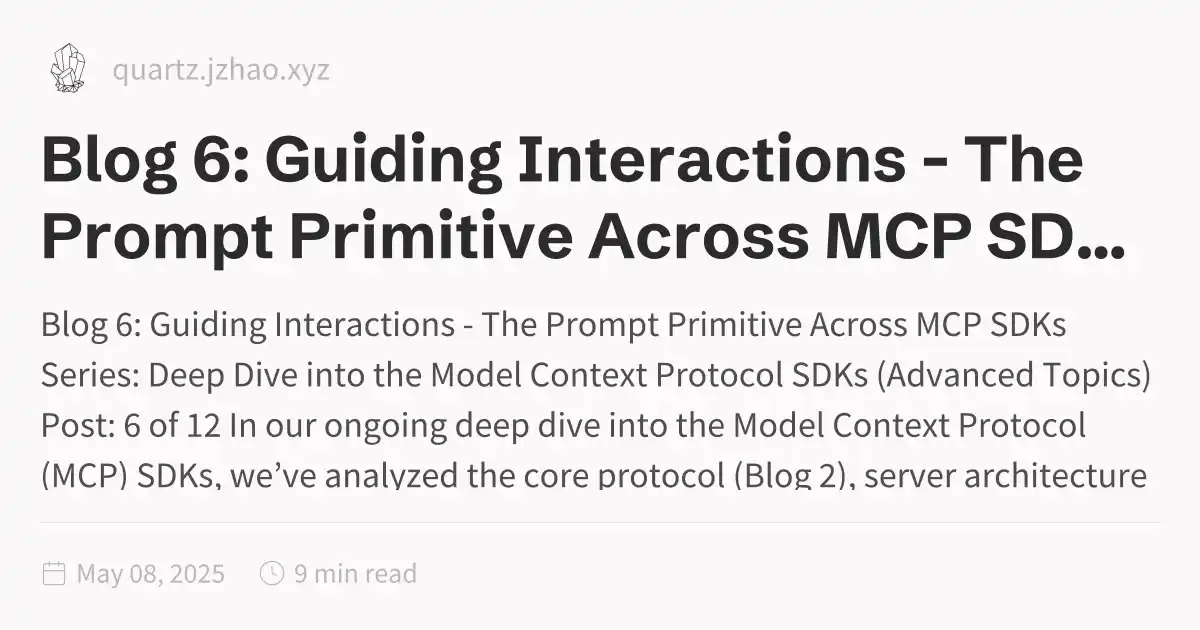 quartz.jzhao.xyz
Blog 6: Guiding Interactions - The
Prompt Primitive Across MCP SD...
Blog 6: Guiding Interactions - The Prompt Primitive Across MCP SDKs
Series: Deep Dive into the Model Context Protocol SDKs (Advanced Topics)
Post: 6 of 12 In our ongoing deep dive into the Model Context Protocol
(MCP) SDKs, we’ve analyzed the core protocol (Blog 2), server architecture
May 08, 2025
9 min read